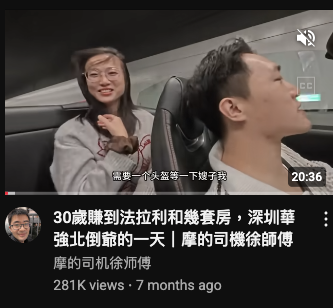 CC
需要一个头盔等一下嫂子我
20:36
30歲賺到法拉利和幾套房，深圳華
強北倒爺的一天｜摩的司機徐師傅
摩的司机徐师傅
281K views · 7 months ago